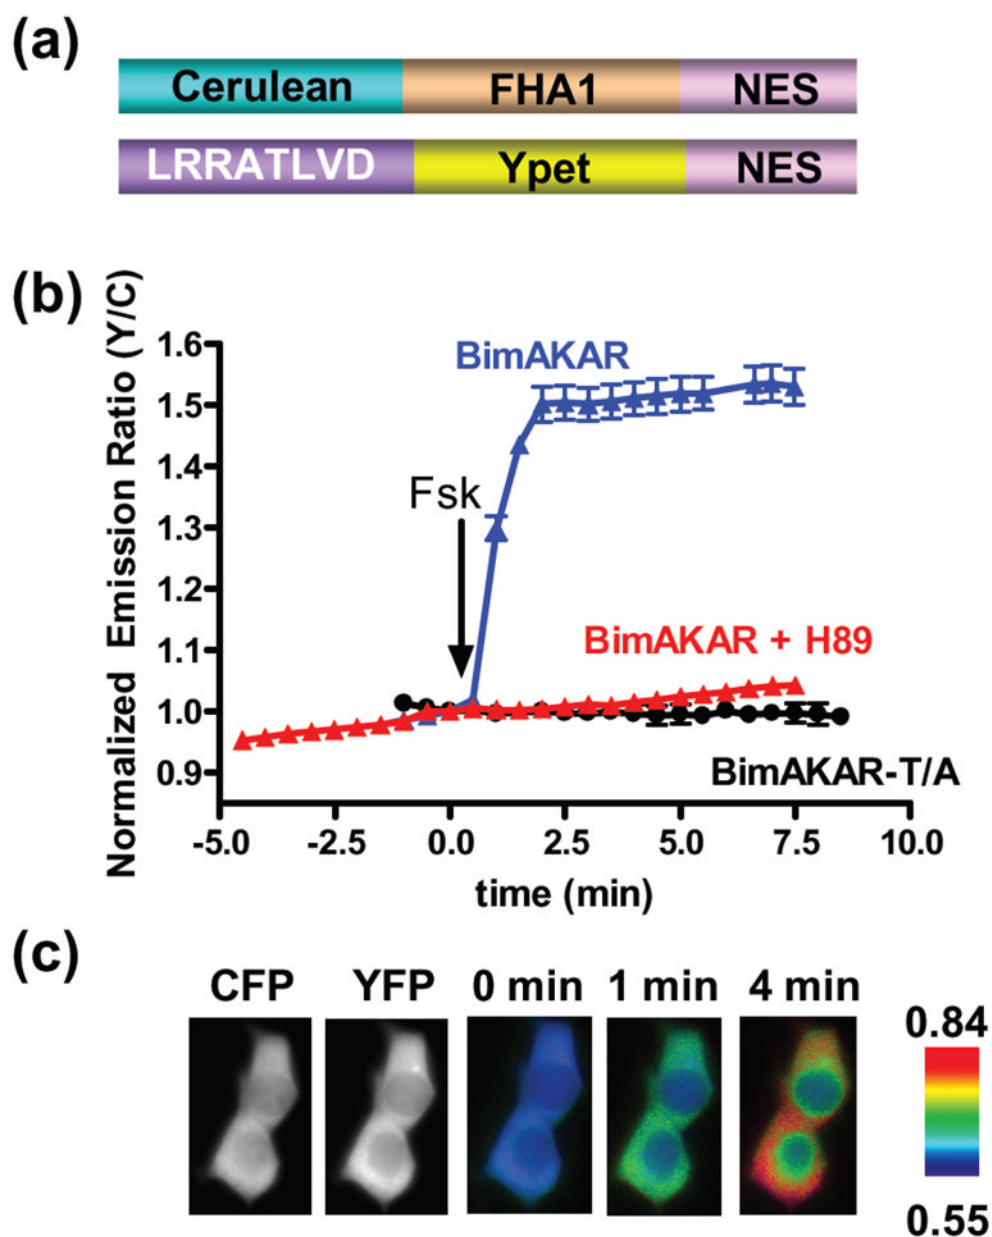 (a)
Cerulean FHA1 NES
LRRATLVD Ypet NES
(b)
Normalized Emission Ratio (Y/C)
1.6
1.5
1.4
1.3
1.2
1.1
1.0
0.9
BimAKAR
Fsk
BimAKAR + H89
BimAKAR-T/A
-5.0 -2.5 0.0 2.5 5.0 7.5 10.0
time (min)
(c)
CFP YFP 0 min 1 min 4 min
0.84
0.55